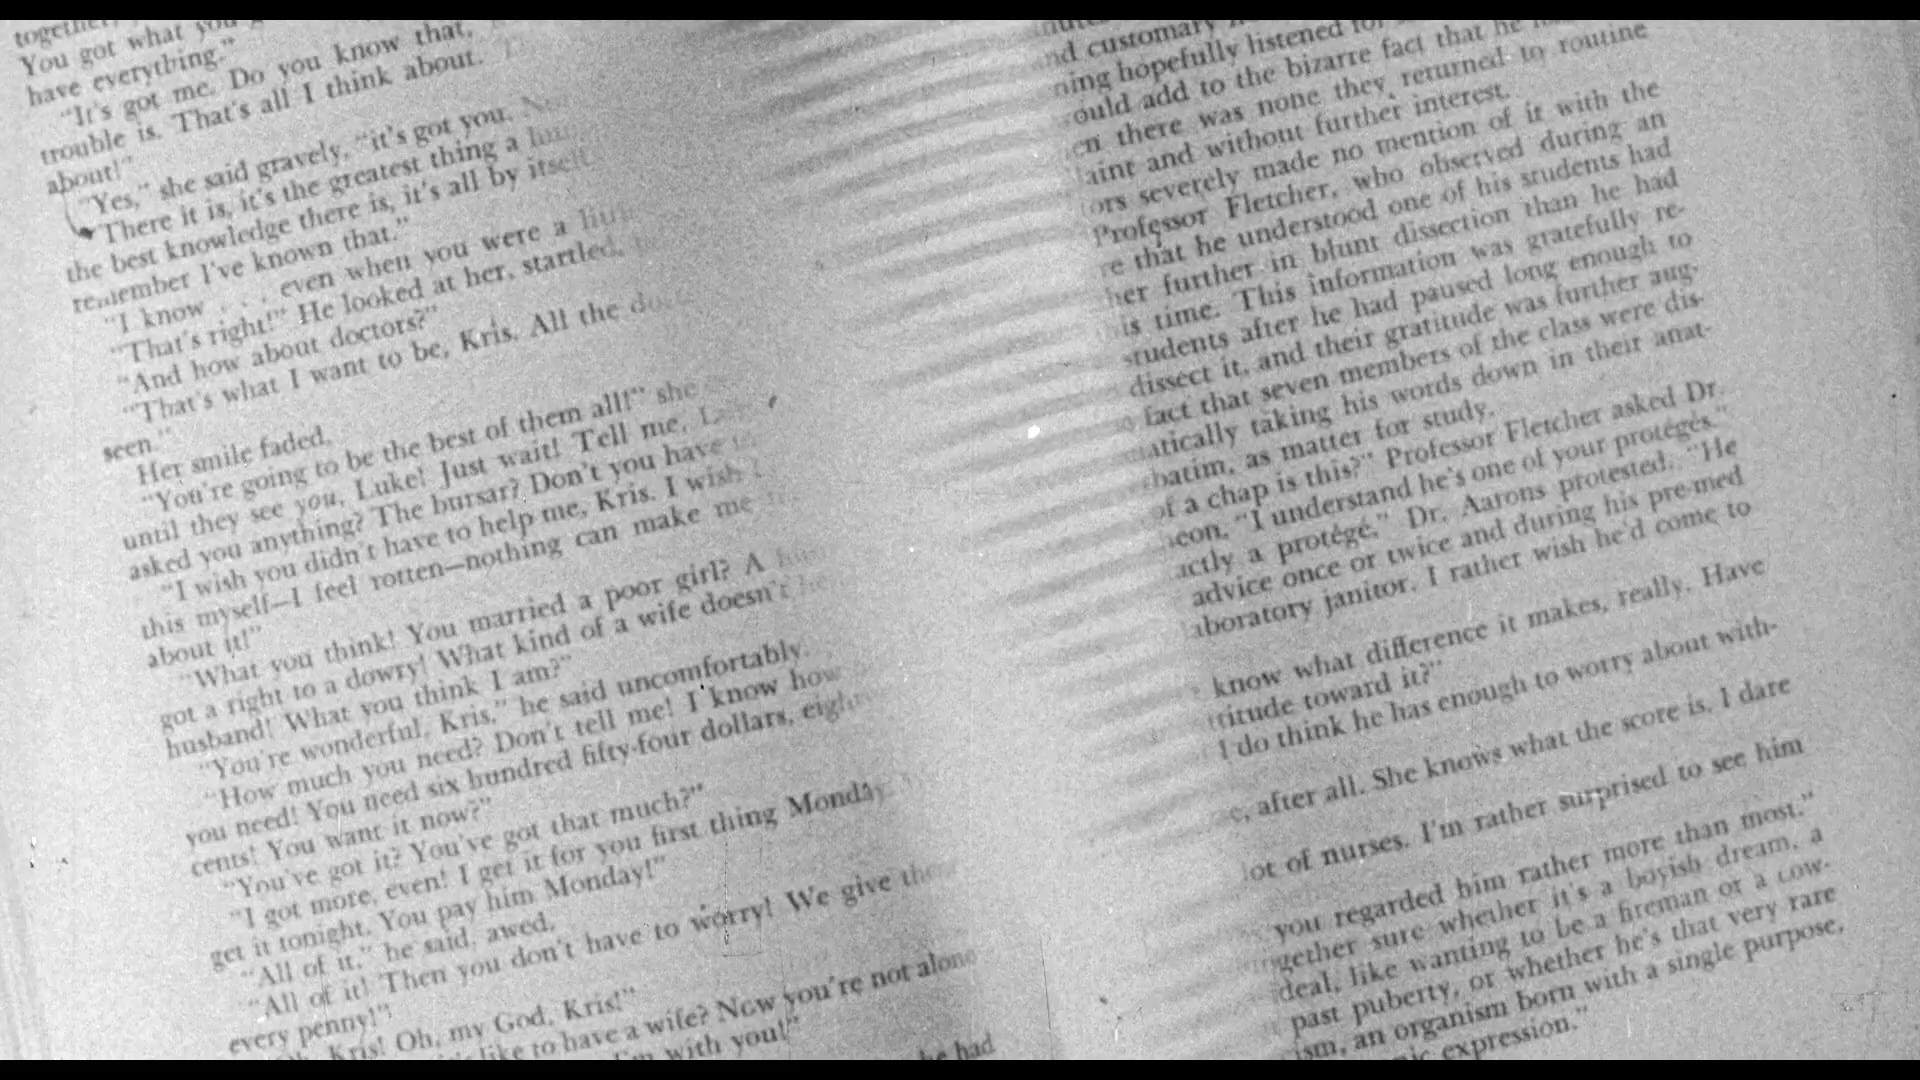 together,
You got what you
have everything."
"It's got me. Do you know that,
trouble is. That's all I think about.
about!"
"Yes," she said gravely, "it's got you.
"There it is, it's the greatest thing a
the best knowledge there is, it's all by itself
remember I've known that."
"I know . . . even when you were a
"That's right!" He looked at her, startled,
"And how about doctors?"
"That's what I want to be, Kris. All the
seen."
Her smile faded.
"You're going to be the best of them all!" she
until they see you, Luke! Just wait! Tell me,
asked you anything? The bursar? Don't you have
"I wish you didn't have to help me, Kris. I wish I
this myself—I feel rotten—nothing can make me
about it!"
"What you think! You married a poor girl? A
got a right to a dowry! What kind of a wife doesn't
husband! What you think I am?"
"You're wonderful, Kris," he said uncomfortably.
"How much you need? Don't tell me! I know how
you need! You need six hundred fifty-four dollars,
cents! You want it now?"
"You've got it? You've got that much?"
"I got more, even! I get it for you first thing Monday.
get it tonight. You pay him Monday!"
"All of it," he said, awed.
"All of it! Then you don't have to worry! We give
every penny!"
Kris! Oh, my God, Kris!"
like to have a wife? Now you're not alone
with you!"
he had
nd customary
ning hopefully listened for
ould add to the bizarre fact that he
en there was none they returned to routine
laint and without further interest.
ors severely made no mention of it with the
Professor Fletcher, who observed during an
re that he understood one of his students had
her further in blunt dissection than he had
is time. This information was gratefully re-
students after he had paused long enough to
dissect it, and their gratitude was further aug-
fact that seven members of the class were dis-
atically taking his words down in their anat-
batim, as matter for study.
of a chap is this?" Professor Fletcher asked Dr.
eon, "I understand he's one of your protégés."
actly a protégé," Dr. Aarons protested. "He
advice once or twice and during his pre-med
aboratory janitor. I rather wish he'd come to
know what difference it makes, really. Have
titude toward it?"
I do think he has enough to worry about with-
e, after all. She knows what the score is, I dare
lot of nurses. I'm rather surprised to see him
you regarded him rather more than most."
gether sure whether it's a boyish dream, a
deal, like wanting to be a fireman or a cow-
past puberty, or whether he's that very rare
ism, an organism born with a single purpose,
ic expression."